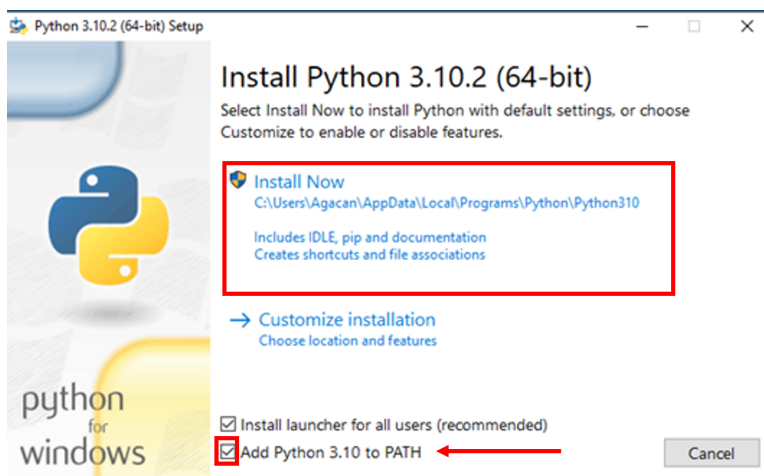 Python 3.10.2 (64-bit) Setup
Install Python 3.10.2 (64-bit)
Select Install Now to install Python with default settings, or choose
Customize to enable or disable features.
Install Now
C:\Users\Agacan\AppData\Local\Programs\Python\Python310
Includes IDLE, pip and documentation
Creates shortcuts and file associations
Customize installation
Choose location and features
python
for
windows
Install launcher for all users (recommended)
Add Python 3.10 to PATH
Cancel